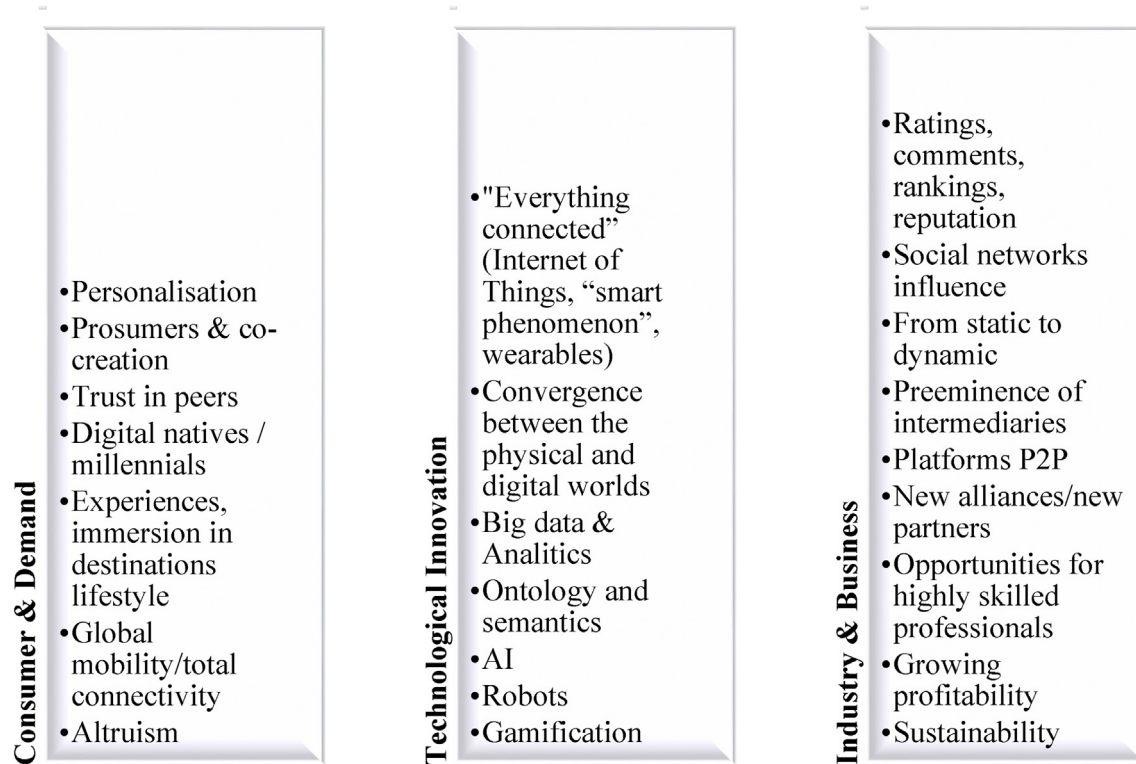 Consumer & Demand
•Personalisation
•Prosumers & co-
creation
•Trust in peers
•Digital natives /
millennials
•Experiences,
immersion in
destinations
lifestyle
•Global
mobility/total
connectivity
•Altruism
Technological Innovation
•"Everything
connected”
(Internet of
Things, “smart
phenomenon”,
wearables)
•Convergence
between the
physical and
digital worlds
•Big data &
Analitics
•Ontology and
semantics
•AI
•Robots
•Gamification
Industry & Business
•Ratings,
comments,
rankings,
reputation
•Social networks
influence
•From static to
dynamic
•Preeminence of
intermediaries
•Platforms P2P
•New alliances/new
partners
•Opportunities for
highly skilled
professionals
•Growing
profitability
•Sustainability